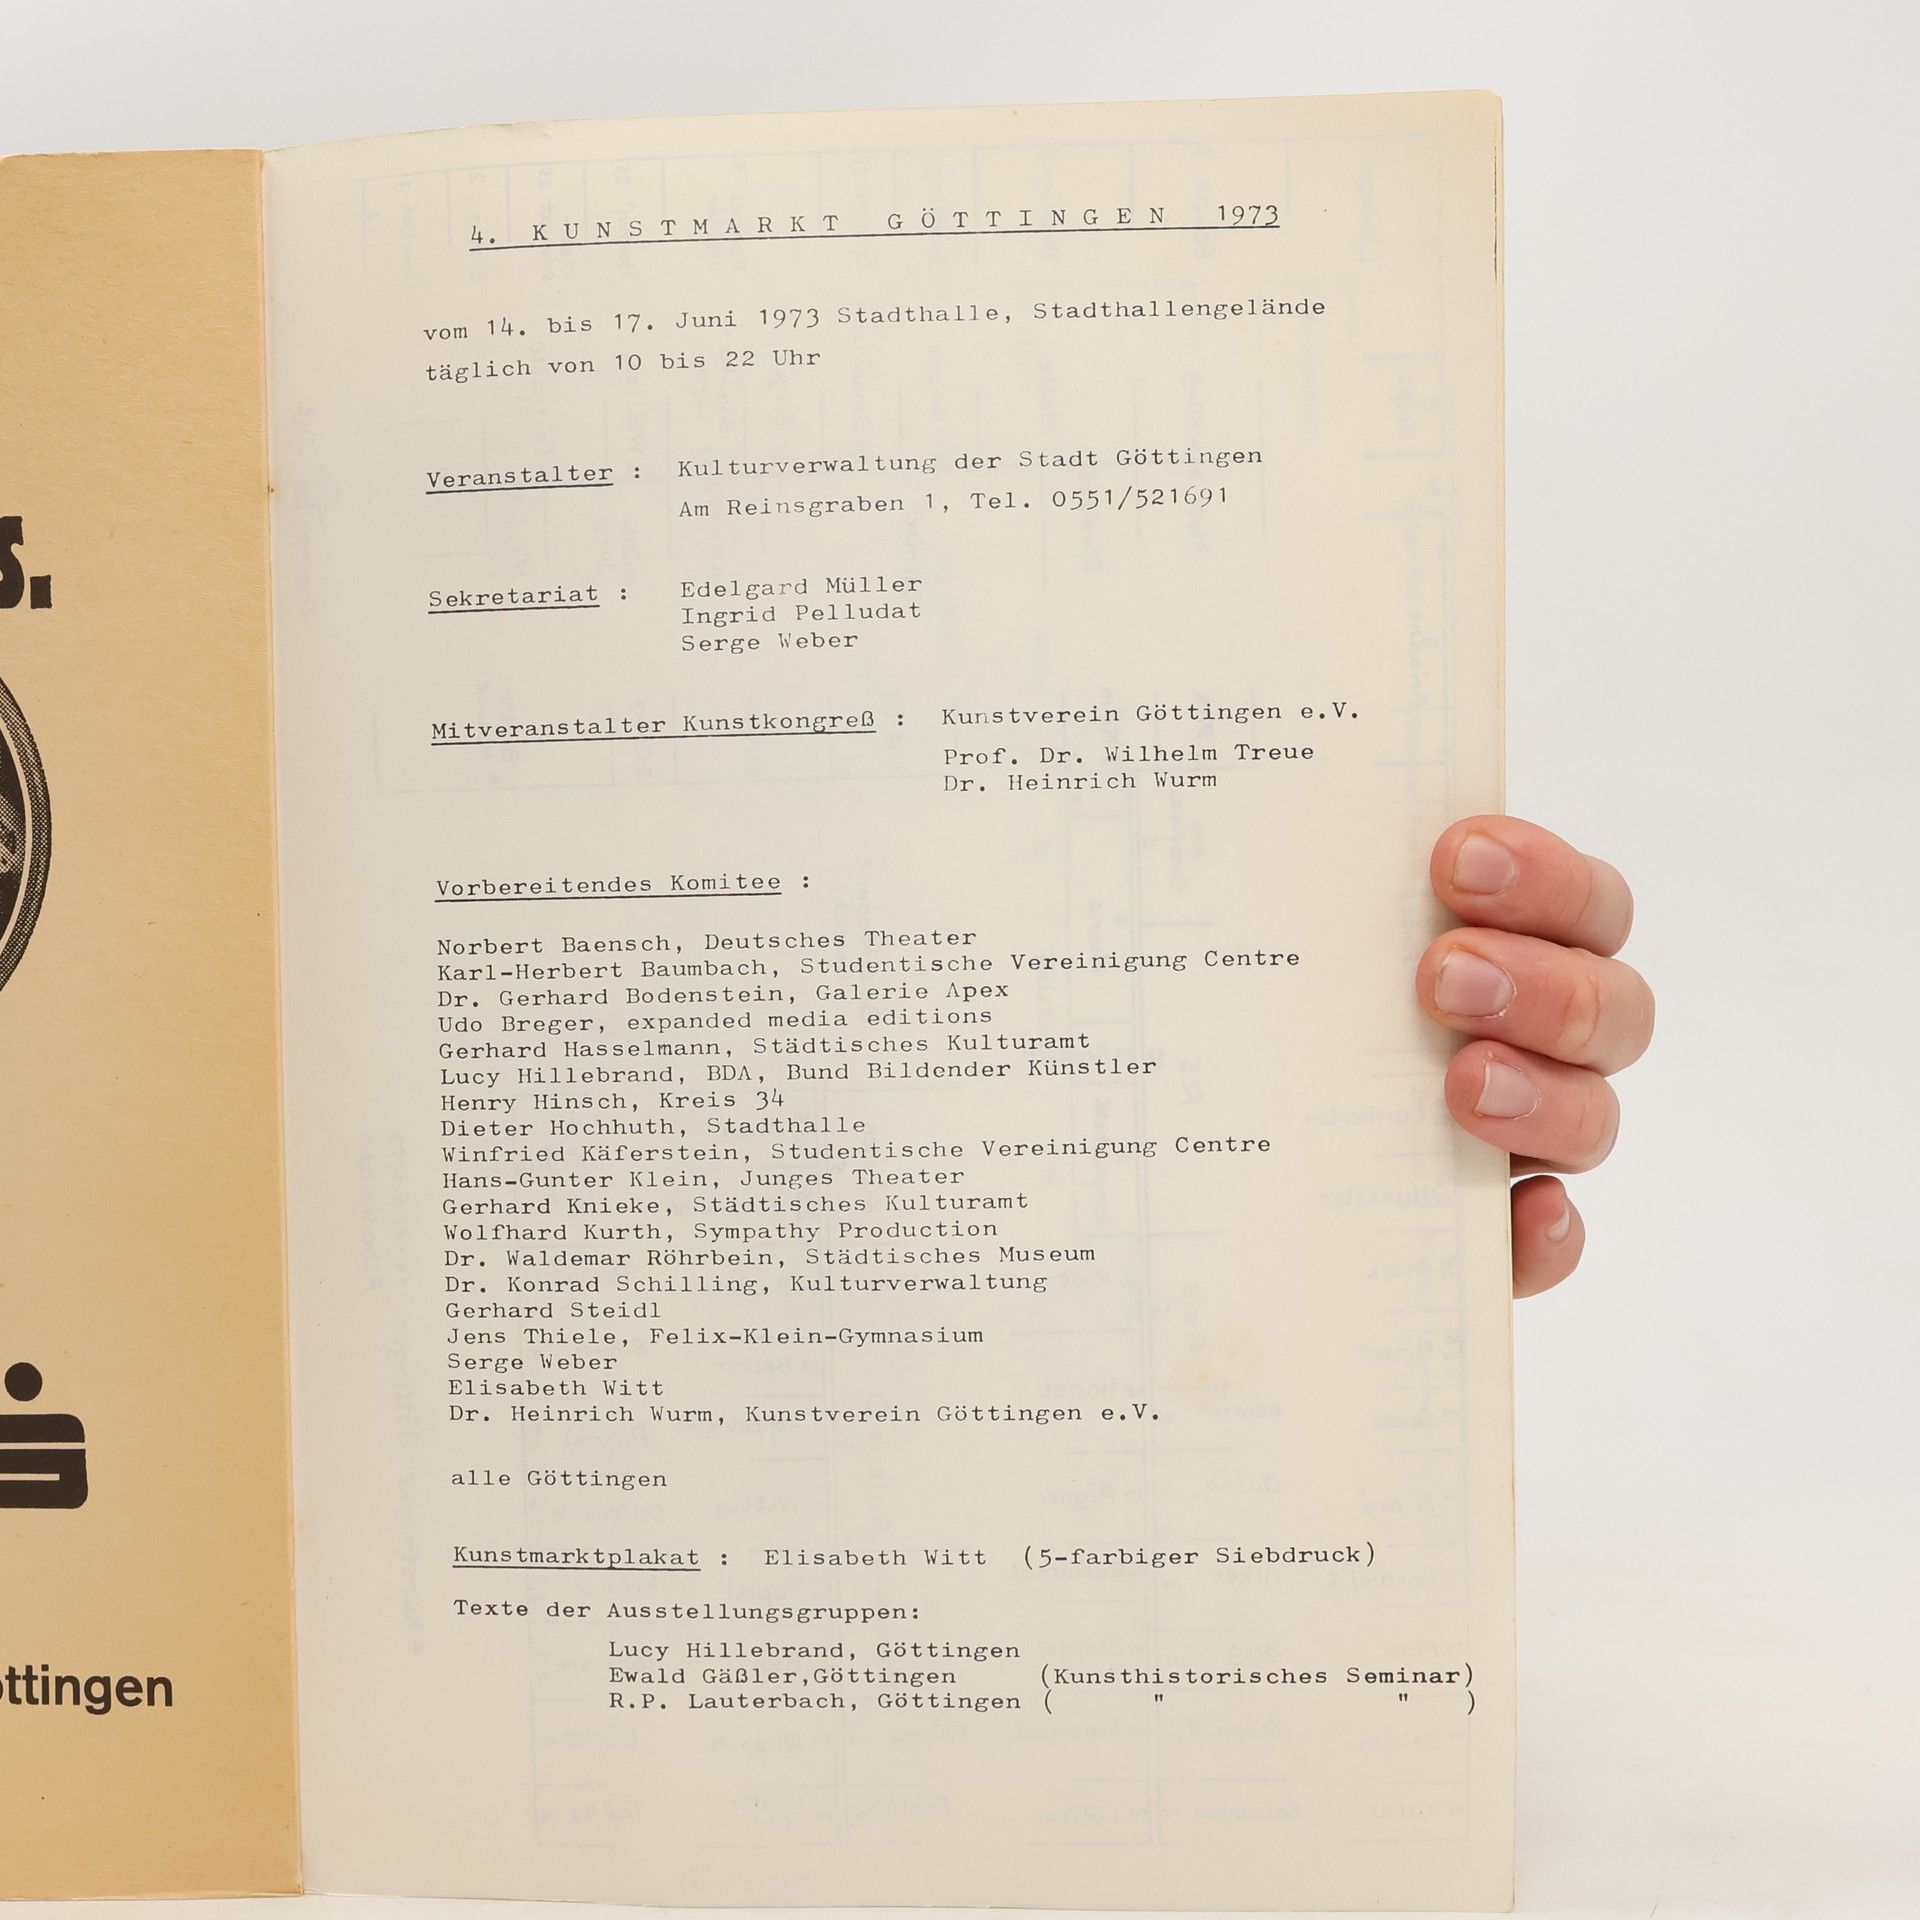 s.
ttingen
4. KUNSTMARKT GÖTTINGEN 1973
vom 14. bis 17. Juni 1973 Stadthalle, Stadthallengelände
täglich von 10 bis 22 Uhr
Veranstalter : Kulturverwaltung der Stadt Göttingen
Am Reinsgraben 1, Tel. 0551/521691
Sekretariat : Edelgard Müller
Ingrid Pelludat
Serge Weber
Mitveranstalter Kunstkongreß : Kunstverein Göttingen e.V.
Prof. Dr. Wilhelm Treue
Dr. Heinrich Wurm
Vorbereitendes Komitee :
Norbert Baensch, Deutsches Theater
Karl-Herbert Baumbach, Studentische Vereinigung Centre
Dr. Gerhard Bodenstein, Galerie Apex
Udo Breger, expanded media editions
Gerhard Hasselmann, Städtisches Kulturamt
Lucy Hillebrand, BDA, Bund Bildender Künstler
Henry Hinsch, Kreis 34
Dieter Hochhuth, Stadthalle
Winfried Käferstein, Studentische Vereinigung Centre
Hans-Gunter Klein, Junges Theater
Gerhard Knieke, Städtisches Kulturamt
Wolfhard Kurth, Sympathy Production
Dr. Waldemar Röhrbein, Städtisches Museum
Dr. Konrad Schilling, Kulturverwaltung
Gerhard Steidl
Jens Thiele, Felix-Klein-Gymnasium
Serge Weber
Elisabeth Witt
Dr. Heinrich Wurm, Kunstverein Göttingen e.V.
alle Göttingen
Kunstmarktplakat : Elisabeth Witt (5-farbiger Siebdruck)
Texte der Ausstellungsgruppen:
Lucy Hillebrand, Göttingen
Ewald Gäßler,Göttingen (Kunsthistorisches Seminar)
R.P. Lauterbach, Göttingen ( " " )